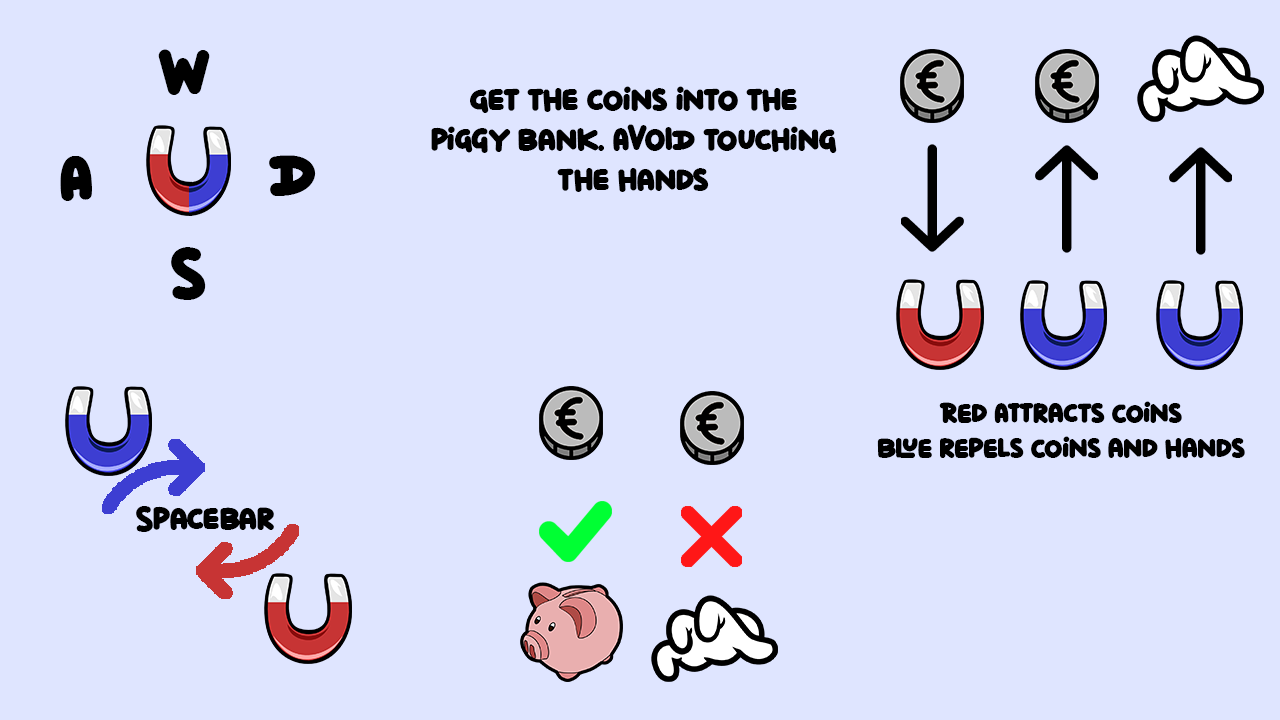 W
A
D
S
GET THE COINS INTO THE
PIGGY BANK. AVOID TOUCHING
THE HANDS
€
€
RED ATTRACTS COINS
BLUE REPELS COINS AND HANDS
SPACEBAR
€
€